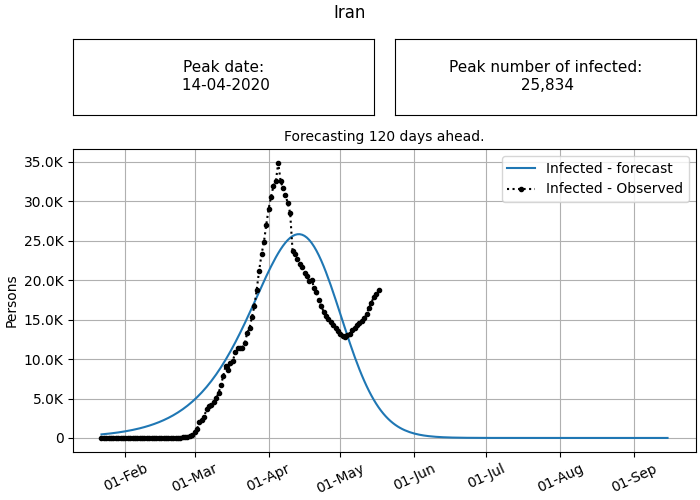 Iran
Peak date:
14-04-2020
Peak number of infected:
25,834
Forecasting 120 days ahead.
Infected - forecast
Infected - Observed
Persons
35.0K
30.0K
25.0K
20.0K
15.0K
10.0K
5.0K
0
01-Feb
01-Mar
01-Apr
01-May
01-Jun
01-Jul
01-Aug
01-Sep